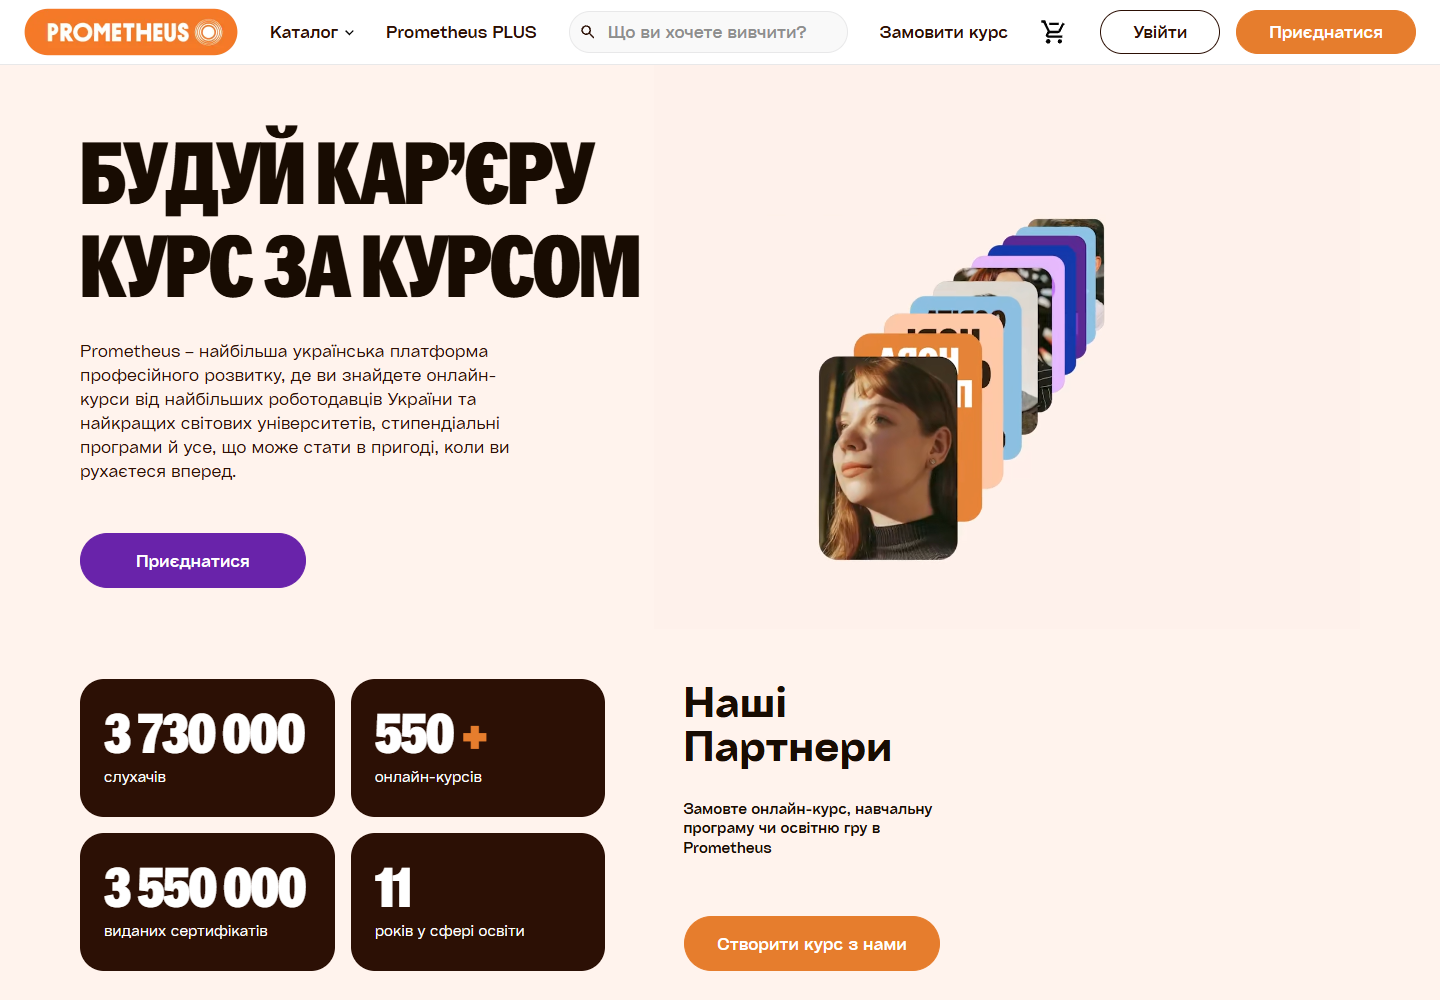 PROMETHEUS
Каталог
Prometheus PLUS
Що ви хочете вивчити?
Замовити курс
Увійти
Приєднатися
БУДУЙ КАР’ЄРУ
КУРС ЗА КУРСОМ
Prometheus – найбільша українська платформа
професійного розвитку, де ви знайдете онлайн-
курси від найбільших роботодавців України та
найкращих світових університетів, стипендіальні
програми й усе, що може стати в пригоді, коли ви
рухаєтеся вперед.
Приєднатися
3 730 000
слухачів
550 +
онлайн-курсів
3 550 000
виданих сертифікатів
11
років у сфері освіти
Наші
Партнери
Замовте онлайн-курс, навчальну
програму чи освітню гру в
Prometheus
Створити курс з нами